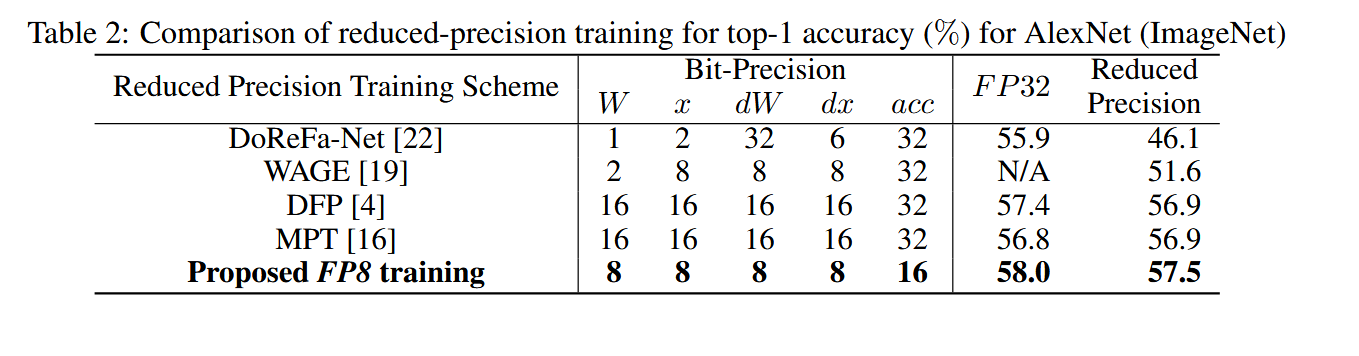 Table 2: Comparison of reduced-precision training for top-1 accuracy (%) for AlexNet (ImageNet)
Reduced Precision Training Scheme Bit-Precision FP32 Reduced Precision
W x dW dx acc
DoReFa-Net [22] 1 2 32 6 32 55.9 46.1
WAGE [19] 2 8 8 8 32 N/A 51.6
DFP [4] 16 16 16 16 32 57.4 56.9
MPT [16] 16 16 16 16 32 56.8 56.9
Proposed FP8 training 8 8 8 8 16 58.0 57.5